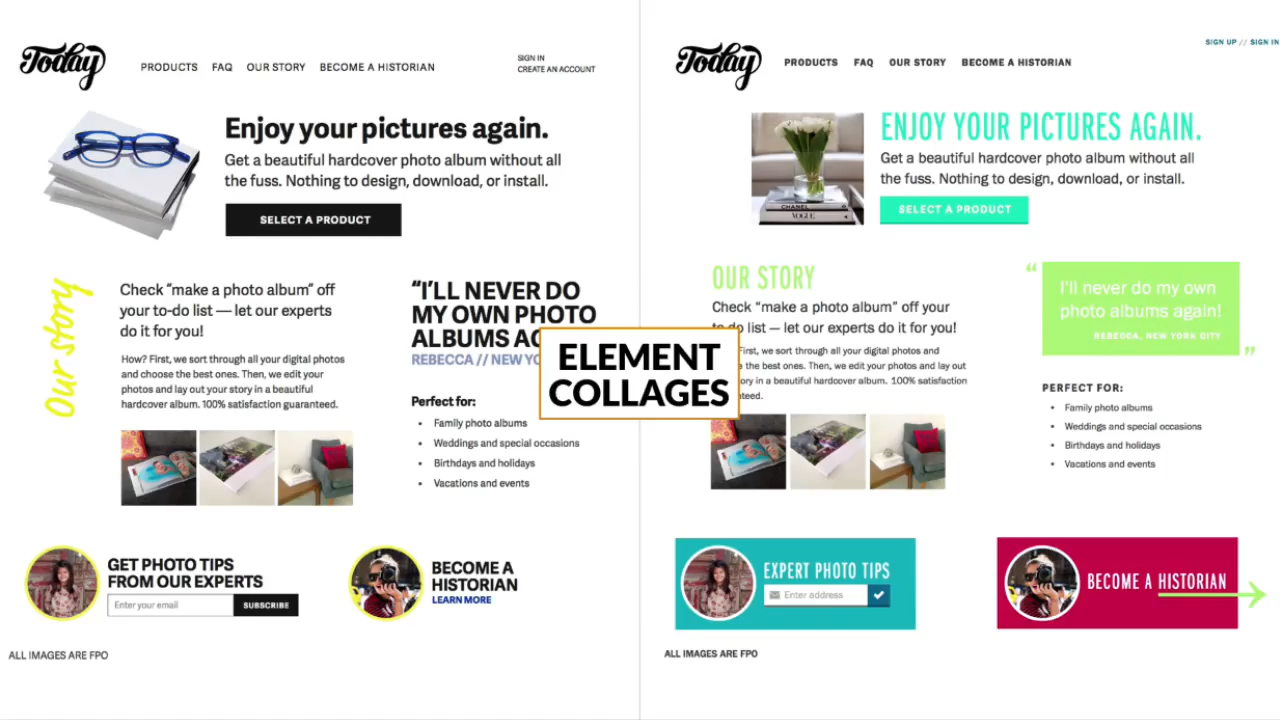 Today
PRODUCTS FAQ OUR STORY BECOME A HISTORIAN
SIGN IN
CREATE AN ACCOUNT
Enjoy your pictures again.
Get a beautiful hardcover photo album without all
the fuss. Nothing to design, download, or install.
SELECT A PRODUCT
Our story
Check “make a photo album” off
your to-do list — let our experts
do it for you!
How? First, we sort through all your digital photos
and choose the best ones. Then, we edit your
photos and lay out your story in a beautiful
hardcover album. 100% satisfaction guaranteed.
“I’LL NEVER DO
MY OWN PHOTO
ALBUMS
REBECCA // NEW
Perfect for:
• Family photo albums
• Weddings and special occasions
• Birthdays and holidays
• Vacations and events
GET PHOTO TIPS
FROM OUR EXPERTS
Enter your email
SUBSCRIBE
BECOME A
HISTORIAN
LEARN MORE
ALL IMAGES ARE FPO
ELEMENT
COLLAGES
Today
PRODUCTS FAQ OUR STORY BECOME A HISTORIAN
SIGN UP // SIGN IN
CHANEL
VOGUE
ENJOY YOUR PICTURES AGAIN.
Get a beautiful hardcover photo album without all
the fuss. Nothing to design, download, or install.
SELECT A PRODUCT
OUR STORY
Check “make a photo album” off your
to-do list — let our experts do it for you!
First, we sort through all your digital photos and
the best ones. Then, we edit your photos and lay out
story in a beautiful hardcover album. 100% satisfaction
“I’ll never do my own
photo albums again!”
REBECCA, NEW YORK CITY
PERFECT FOR:
• Family photo albums
• Weddings and special occasions
• Birthdays and holidays
• Vacations and events
EXPERT PHOTO TIPS
Enter address
BECOME A HISTORIAN
ALL IMAGES ARE FPO